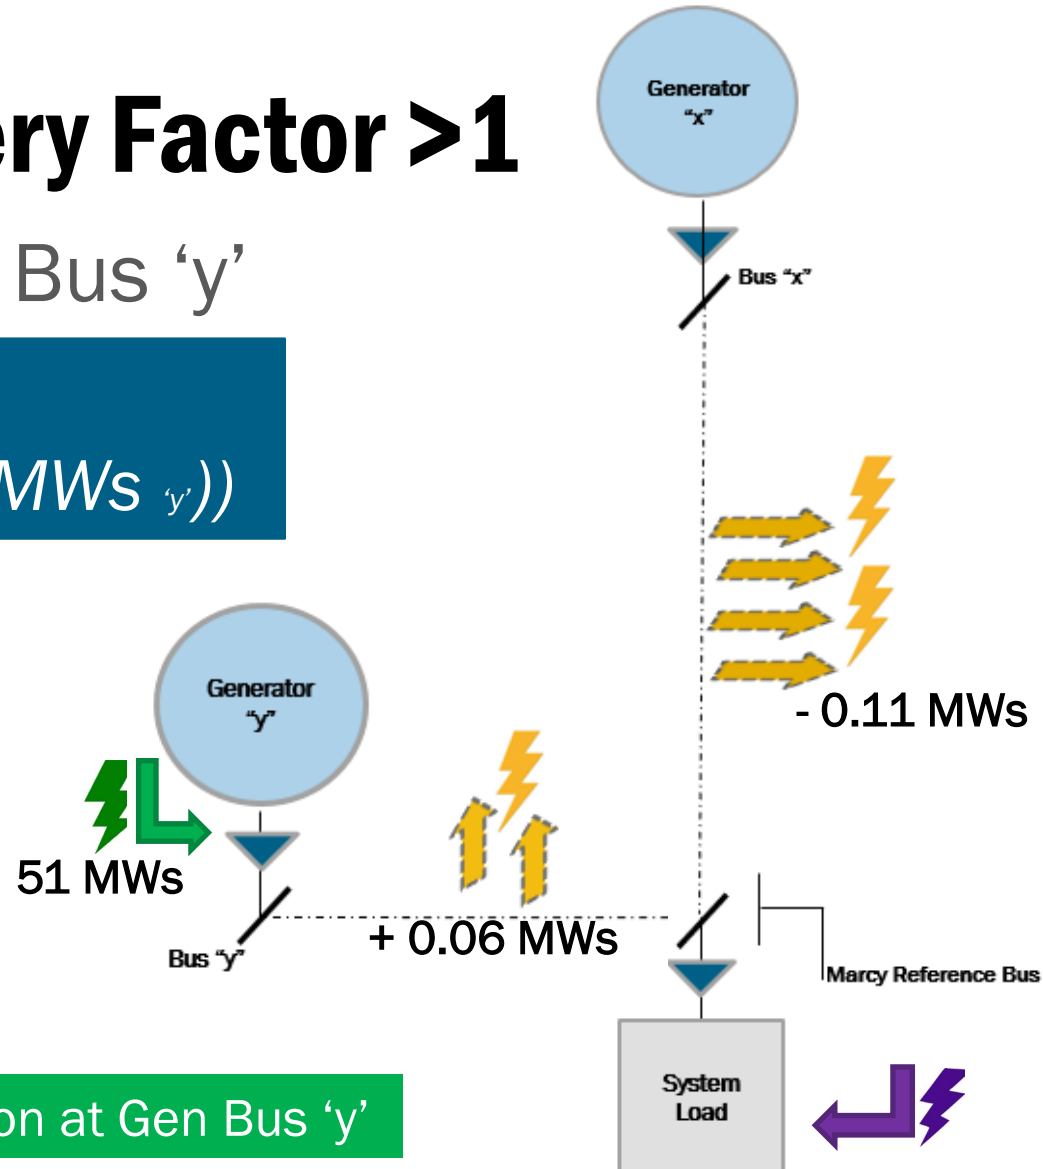 ery Factor >1
Bus ‘y’
MWs ‘y’))
Generator
“x”
Bus “x”
- 0.11 MWs
Generator
“y”
51 MWs
+ 0.06 MWs
Bus “y”
Marcy Reference Bus
System
Load
on at Gen Bus ‘y’